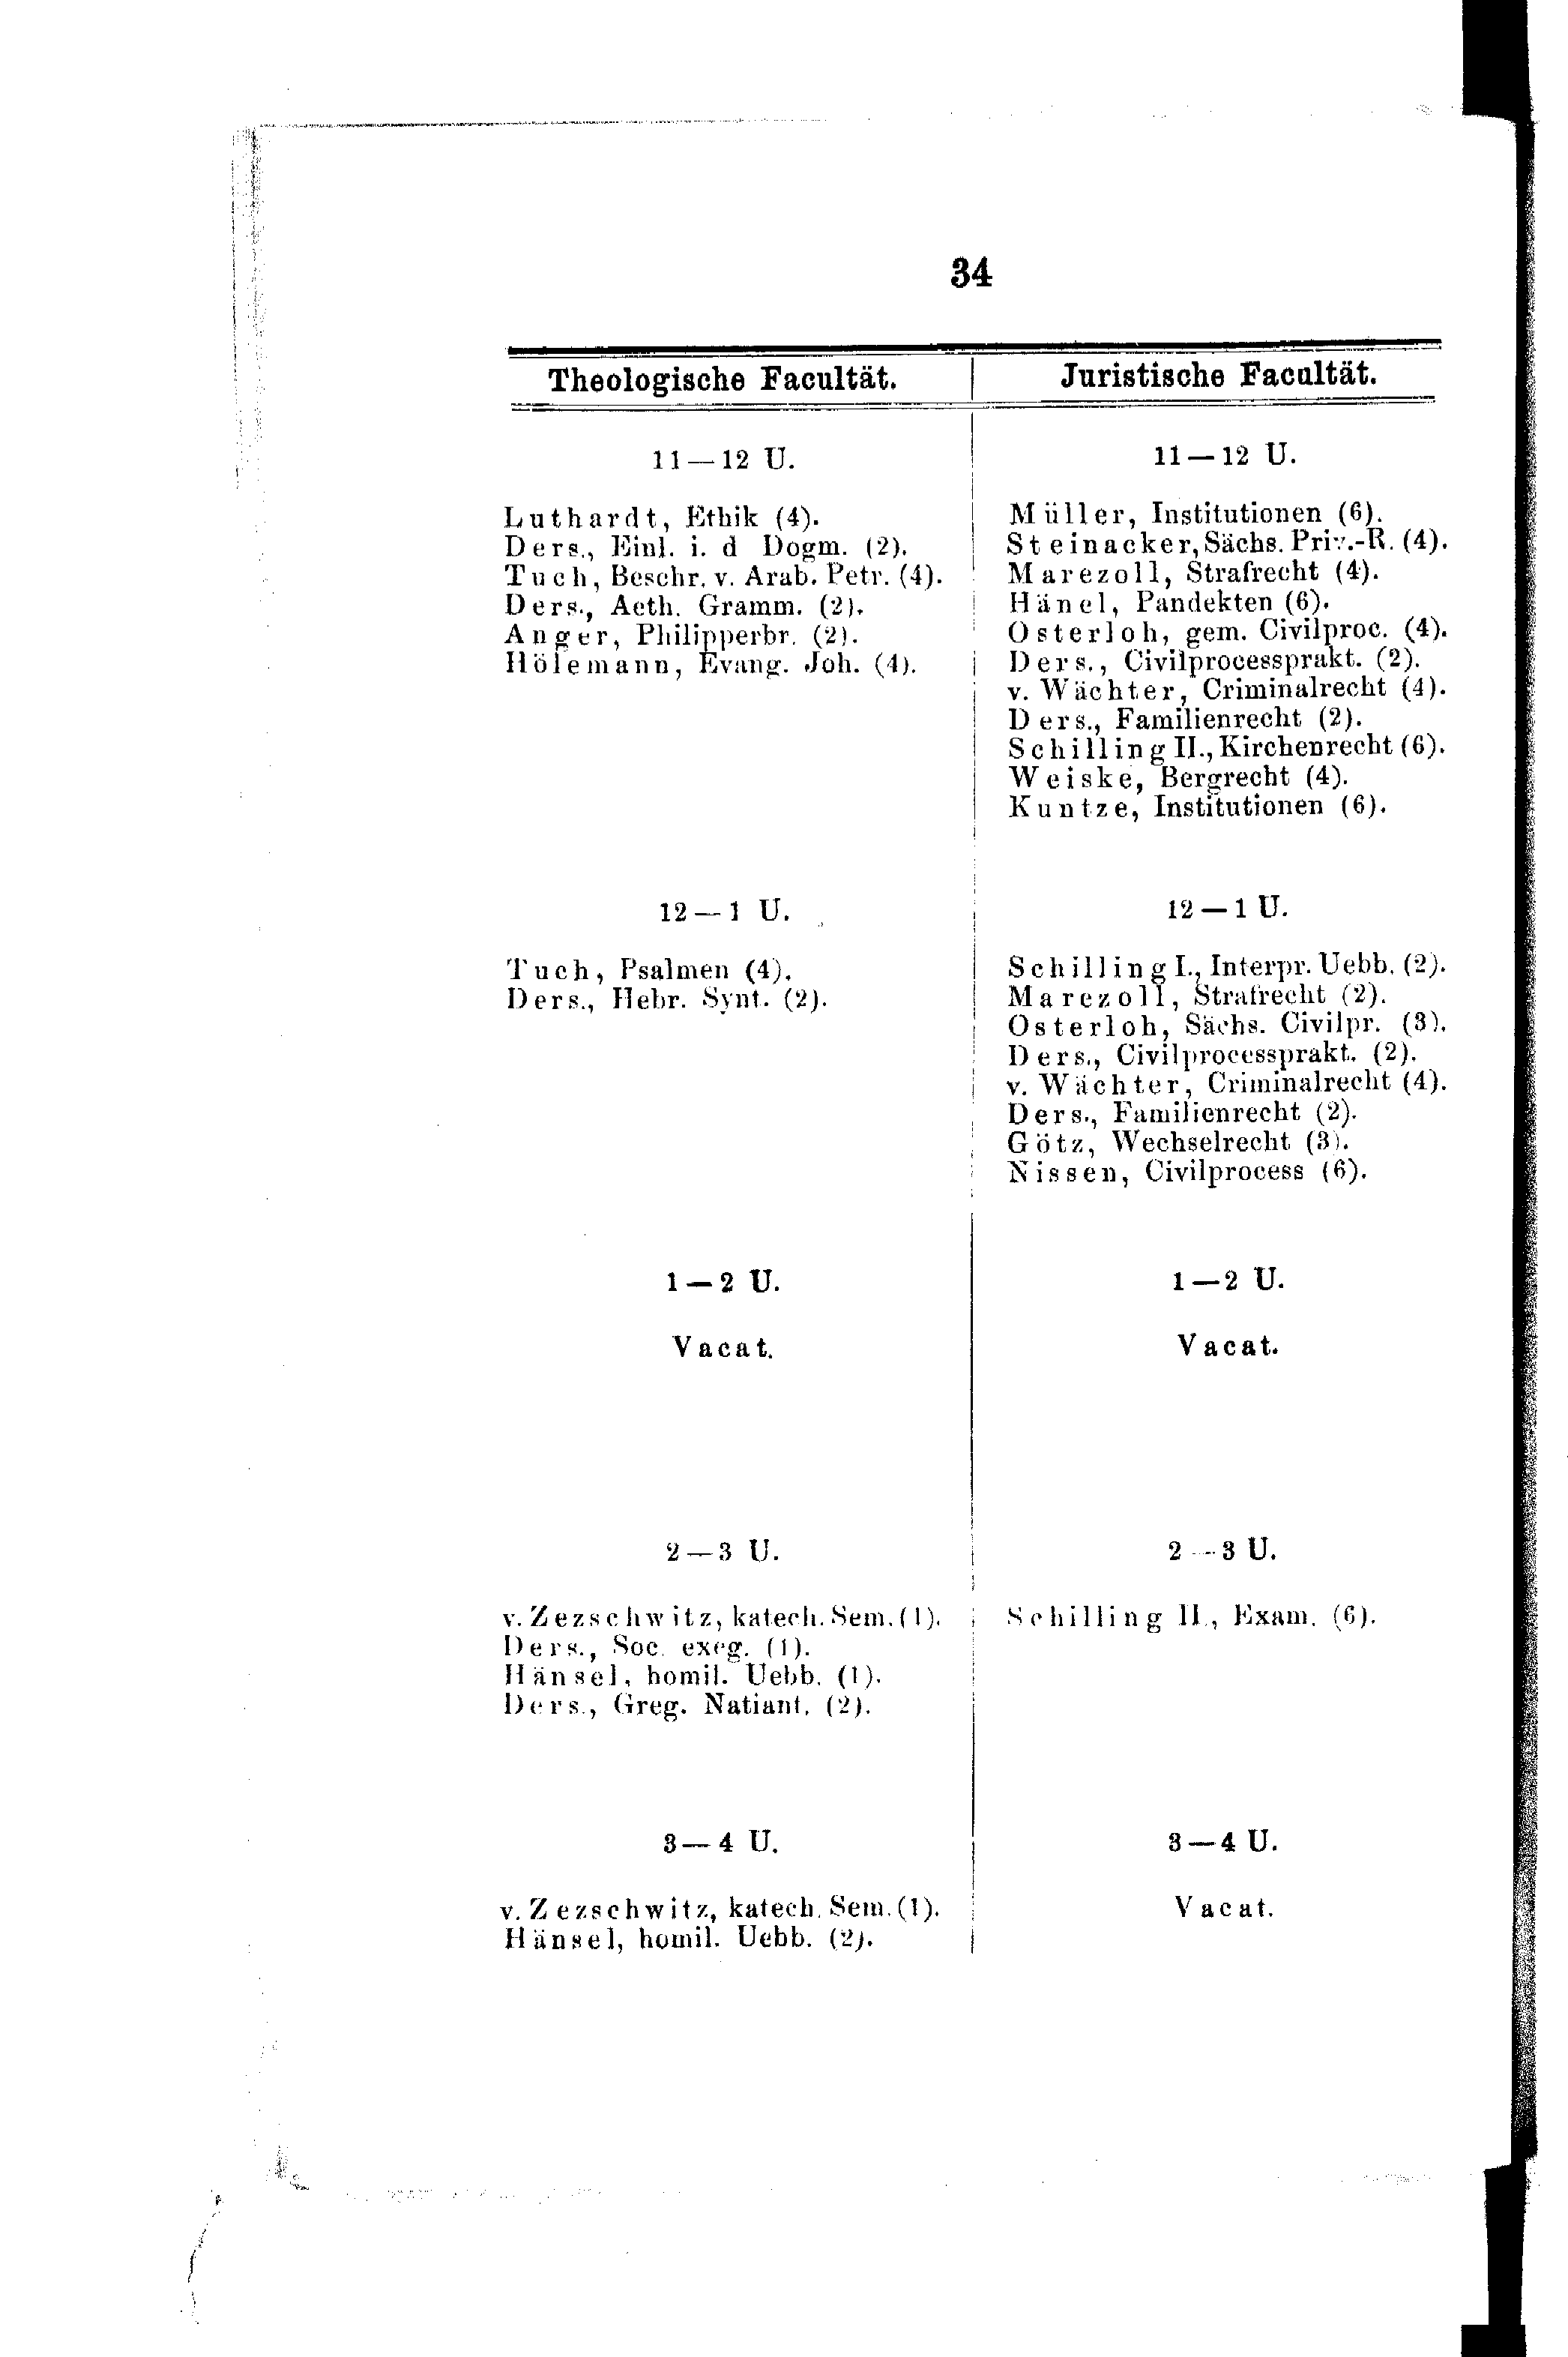 34
Theologische Facultät.
11—12 U.
Luthardt, Ethik (4).
Ders., Einl. i. d Dogm. (2).
Tuch, Beschr. v. Arab. Petr. (4).
Ders., Aeth. Gramm. (2).
Anger, Philipperbr. (2).
Hölemann, Evang. Joh. (4).
12—1 U.
Tuch, Psalmen (4).
Ders., Hebr. Synt. (2).
1—2 U.
Vacat.
2—3 U.
v. Zezschwitz, katech. Sem. (1).
Ders., Soc. exeg. (1).
Hänsel, homil. Uebb. (1).
Ders., Greg. Natiant. (2).
3—4 U.
v. Zezschwitz, katech. Sem. (1).
Hänsel, homil. Uebb. (2).
Juristische Facultät.
11—12 U.
Müller, Institutionen (6).
Steinacker, Sächs. Priv.-R. (4).
Marezoll, Strafrecht (4).
Hänel, Pandekten (6).
Osterloh, gem. Civilproc. (4).
Ders., Civilprocessprakt. (2).
v. Wächter, Criminalrecht (4).
Ders., Familienrecht (2).
Schilling II., Kirchenrecht (6).
Weiske, Bergrecht (4).
Kuntze, Institutionen (6).
12—1 U.
Schilling I., Interpr. Uebb. (2).
Marezoll, Strafrecht (2).
Osterloh, Sächs. Civilpr. (3).
Ders., Civilprocessprakt. (2).
v. Wächter, Criminalrecht (4).
Ders., Familienrecht (2).
Götz, Wechselrecht (3).
Nissen, Civilprocess (6).
1—2 U.
Vacat.
2—3 U.
Schilling II., Exam. (6).
3—4 U.
Vacat.